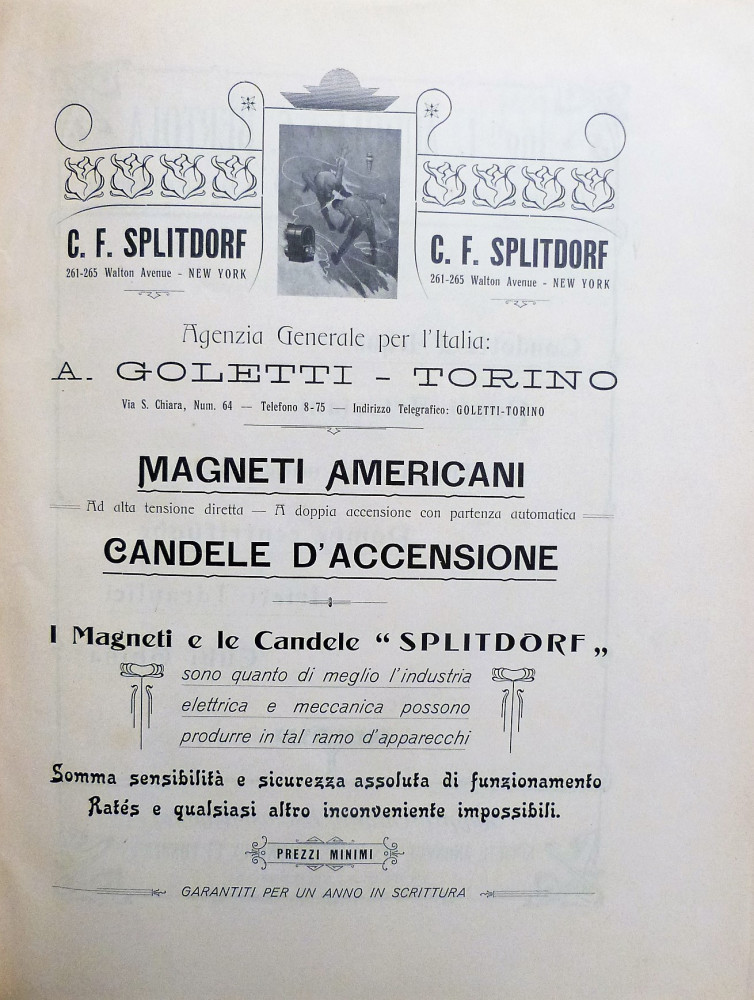 C. F. SPLITDORF
261-265 Walton Avenue - NEW YORK
C. F. SPLITDORF
261-265 Walton Avenue - NEW YORK
Agenzia Generale per l'Italia:
A. GOLETTI - TORINO
Via S. Chiara, Num. 64 — Telefono 8-75 — Indirizzo Telegrafico: GOLETTI-TORINO
MAGNETI AMERICANI
Ad alta tensione diretta — A doppia accensione con partenza automatica
CANDELE D'ACCENSIONE
I Magneti e le Candele “ SPLITDORF „
sono quanto di meglio l'industria
elettrica e meccanica possono
produrre in tal ramo d'apparecchi
Somma sensibilità e sicurezza assoluta di funzionamento
Ratés e qualsiasi altro inconveniente impossibili.
PREZZI MINIMI
GARANTITI PER UN ANNO IN SCRITTURA